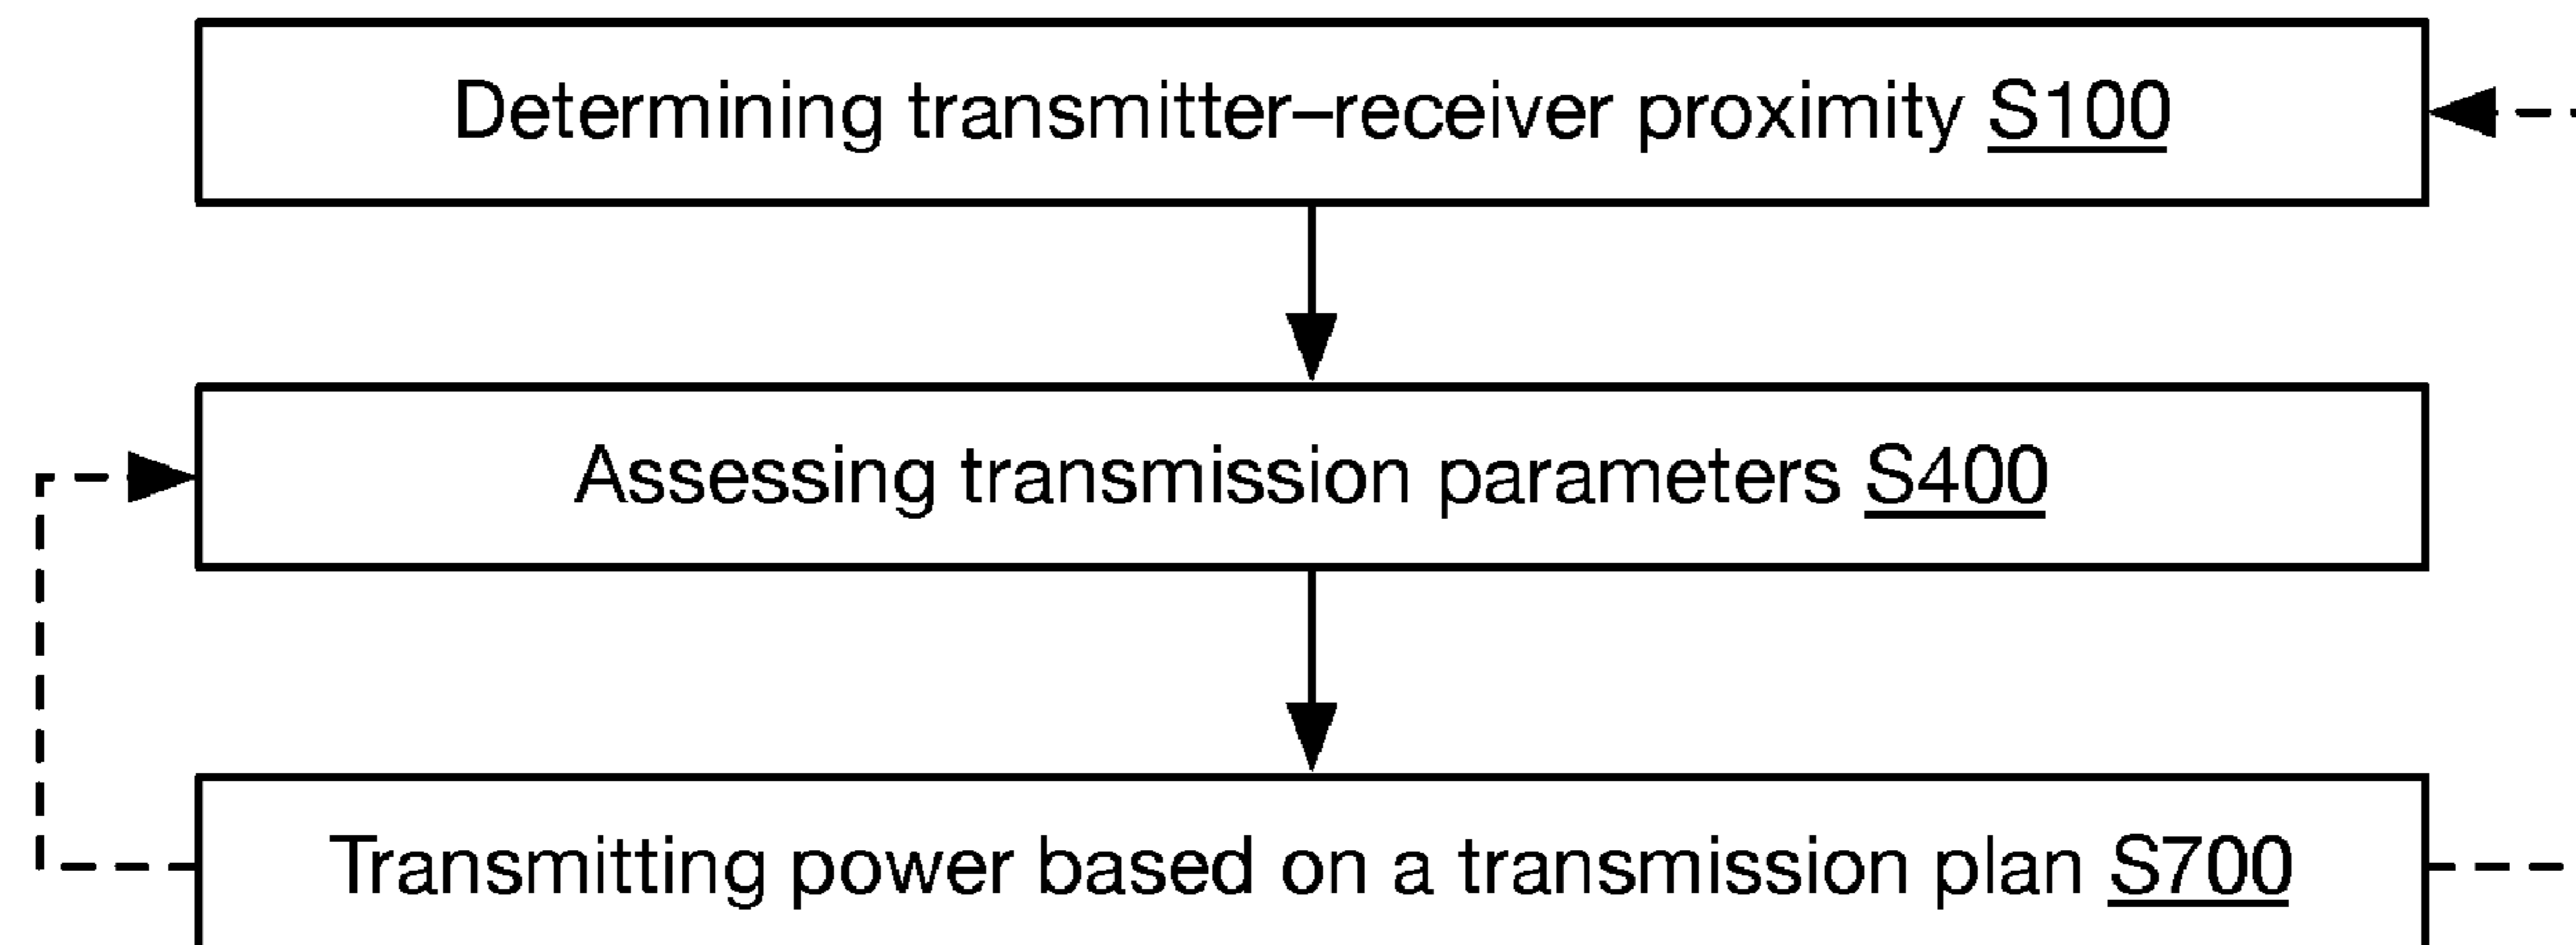 Determining transmitter–receiver proximity S100
Assessing transmission parameters S400
Transmitting power based on a transmission plan S700